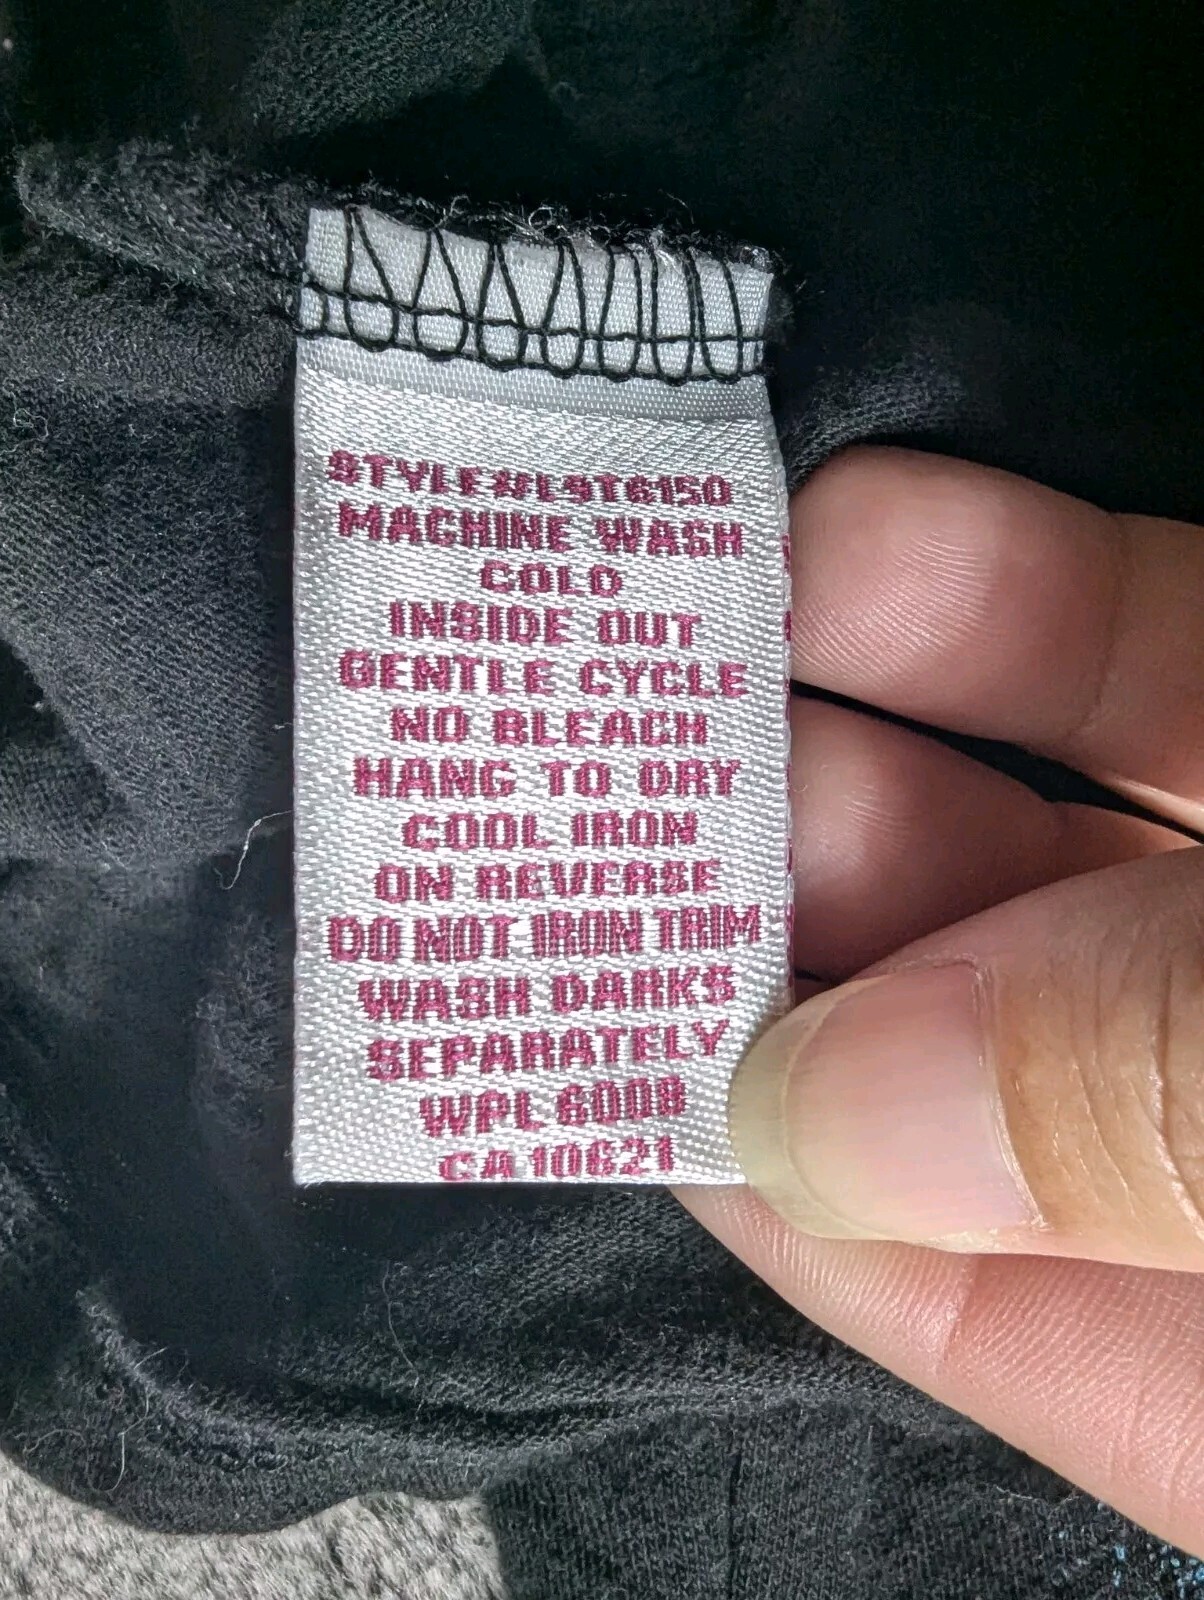 STYLE#LST6150
MACHINE WASH
COLD
INSIDE OUT
GENTLE CYCLE
NO BLEACH
HANG TO DRY
COOL IRON
ON REVERSE
DO NOT IRON TRIM
WASH DARKS
SEPARATELY
WPL 6008
CA 10621